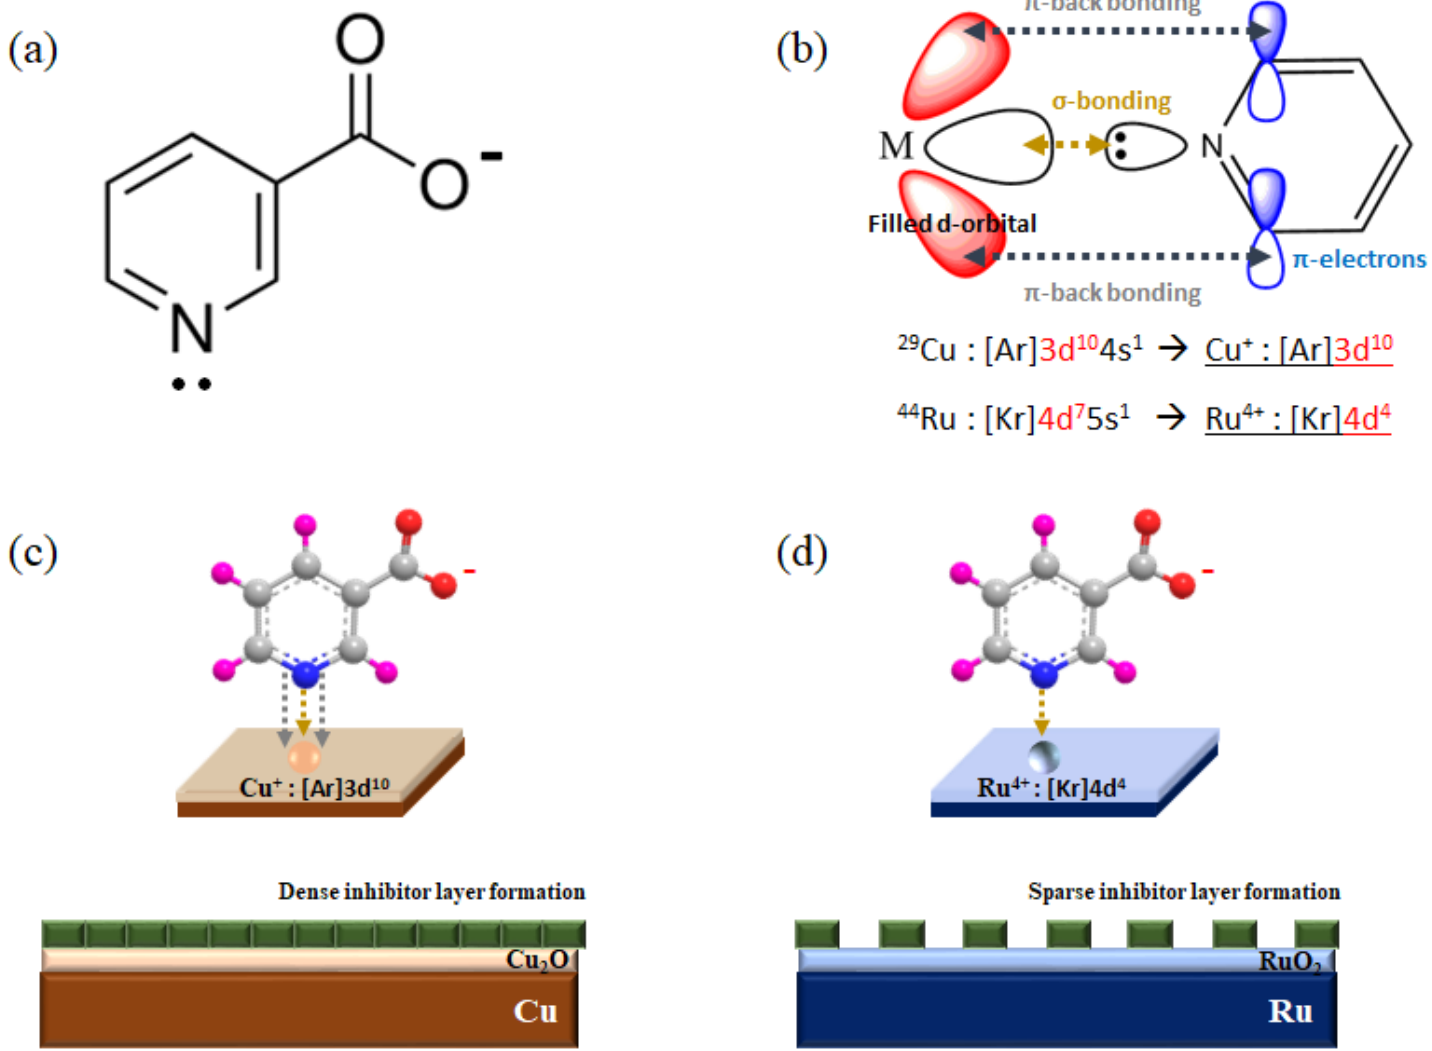 (a)
O
O-
N
(b)
π-back bonding
σ-bonding
M
N
Filled d-orbital
π-electrons
π-back bonding
²⁹Cu : [Ar]3d¹⁰4s¹ → Cu⁺ : [Ar]3d¹⁰
⁴⁴Ru : [Kr]4d⁷5s¹ → Ru⁴⁺ : [Kr]4d⁴
(c)
-
Cu⁺ : [Ar]3d¹⁰
Dense inhibitor layer formation
Cu₂O
Cu
(d)
-
Ru⁴⁺ : [Kr]4d⁴
Sparse inhibitor layer formation
RuO₂
Ru